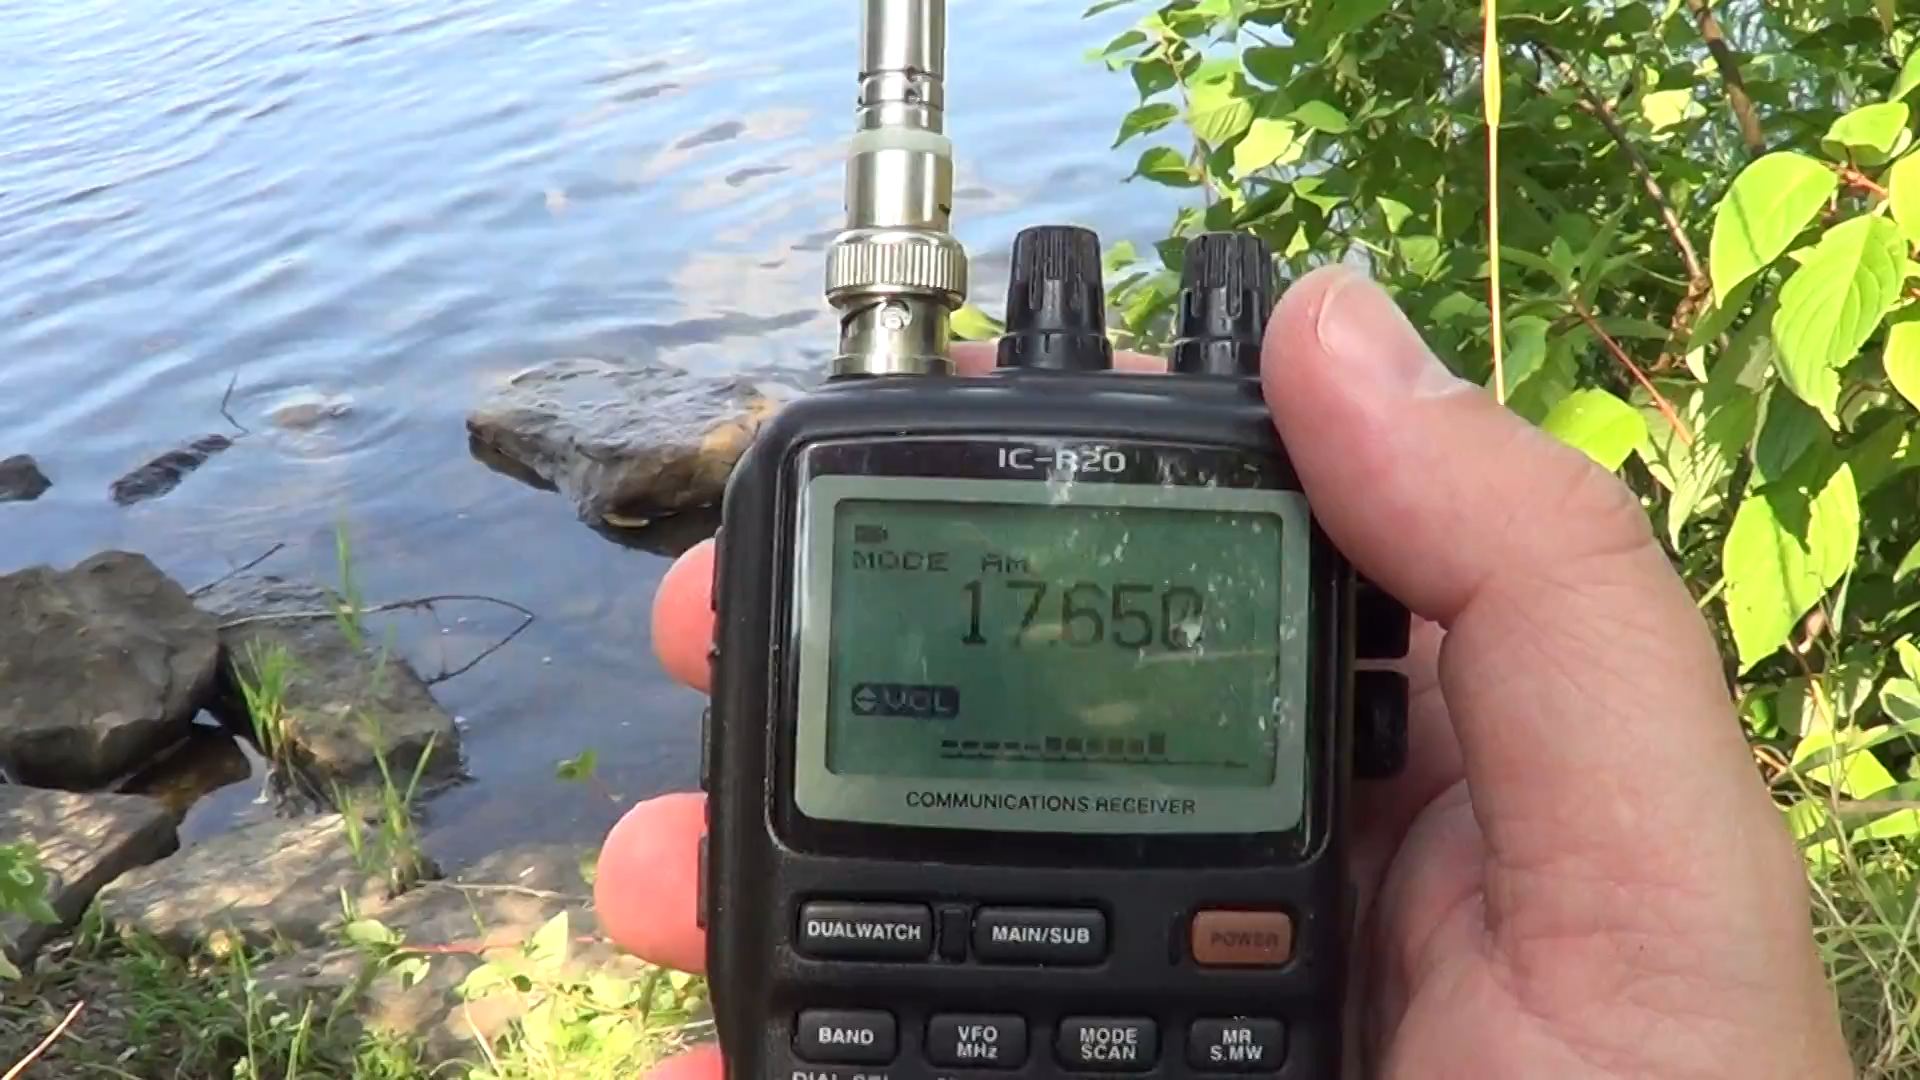 IC-R20
MODE AM
17.650
VOL
COMMUNICATIONS RECEIVER
DUALWATCH MAIN/SUB POWER
BAND VFO MHz MODE SCAN MR S.MW